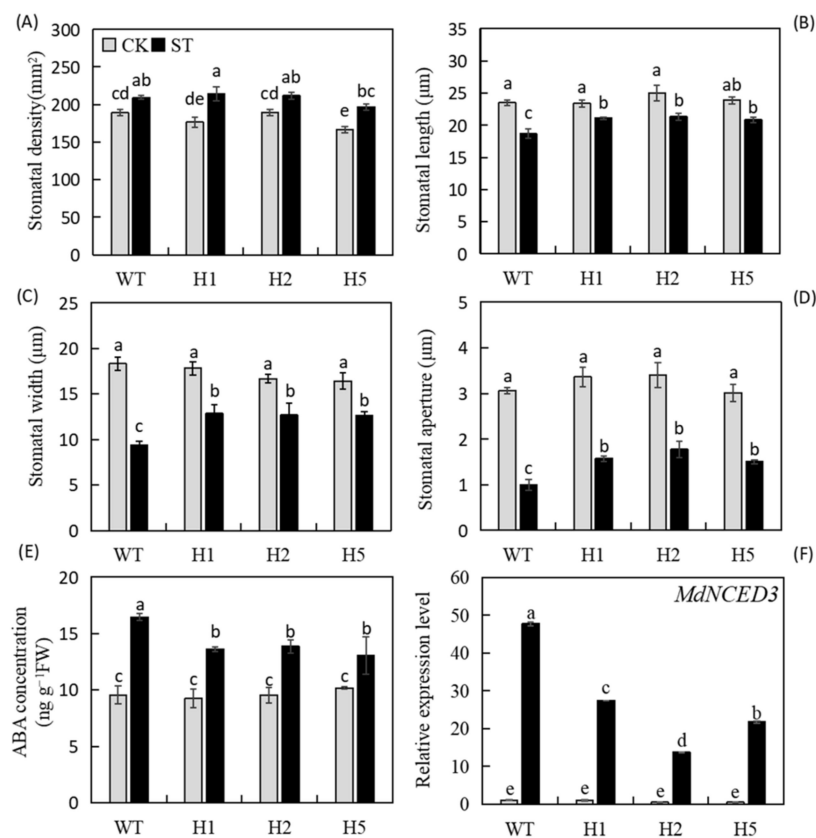 (A)
Stomatal density(mm²)
300
250
200
150
100
50
0
CK ST
cd ab de a cd ab e bc
WT H1 H2 H5
(B)
Stomatal length (μm)
35
30
25
20
15
10
5
0
a c a b a b ab b
WT H1 H2 H5
(C)
Stomatal width (μm)
25
20
15
10
5
0
a c a b a b a b
WT H1 H2 H5
(D)
Stomatal aperture (μm)
5
4
3
2
1
0
a c a b a b a b
WT H1 H2 H5
(E)
ABA concentration
(ng g⁻¹FW)
20
15
10
5
0
c a c b c b c b
WT H1 H2 H5
(F)
MdNCED3
Relative expression level
60
50
40
30
20
10
0
e a e c e d e b
WT H1 H2 H5